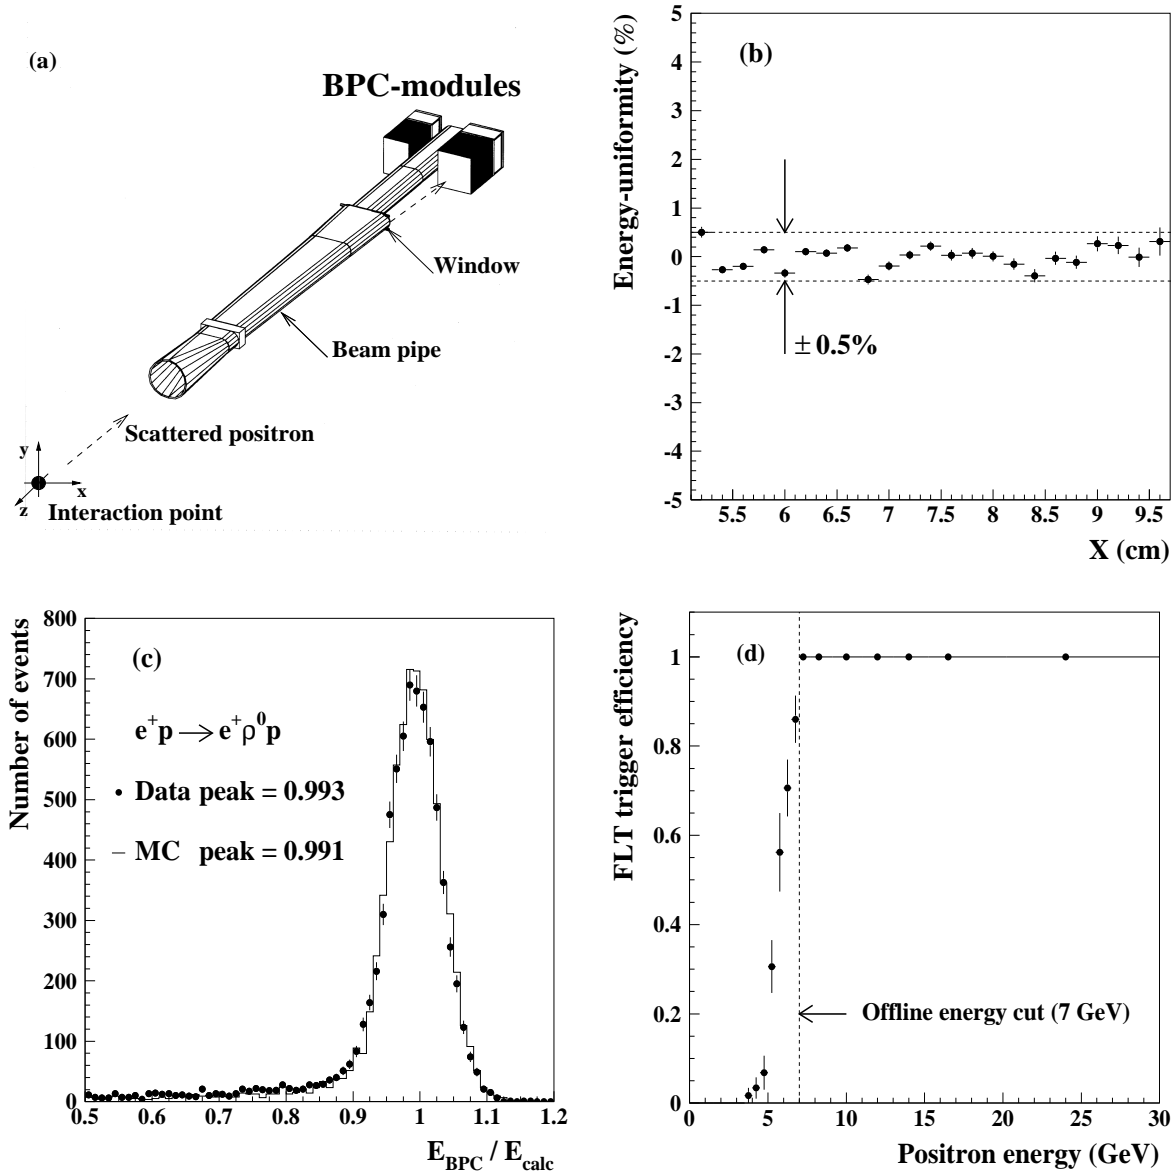 (a)
BPC-modules
Window
Beam pipe
Scattered positron
y
x
z
Interaction point
(b)
Energy-uniformity (%)
5
4
3
2
1
0
-1
-2
-3
-4
-5
± 0.5%
5.5 6 6.5 7 7.5 8 8.5 9 9.5
X (cm)
(c)
Number of events
800
700
600
500
400
300
200
100
0
e⁺p → e⁺ρ⁰p
Data peak = 0.993
MC peak = 0.991
0.5 0.6 0.7 0.8 0.9 1 1.1 1.2
E_BPC / E_calc
(d)
FLT trigger efficiency
1
0.8
0.6
0.4
0.2
0
Offline energy cut (7 GeV)
0 5 10 15 20 25 30
Positron energy (GeV)